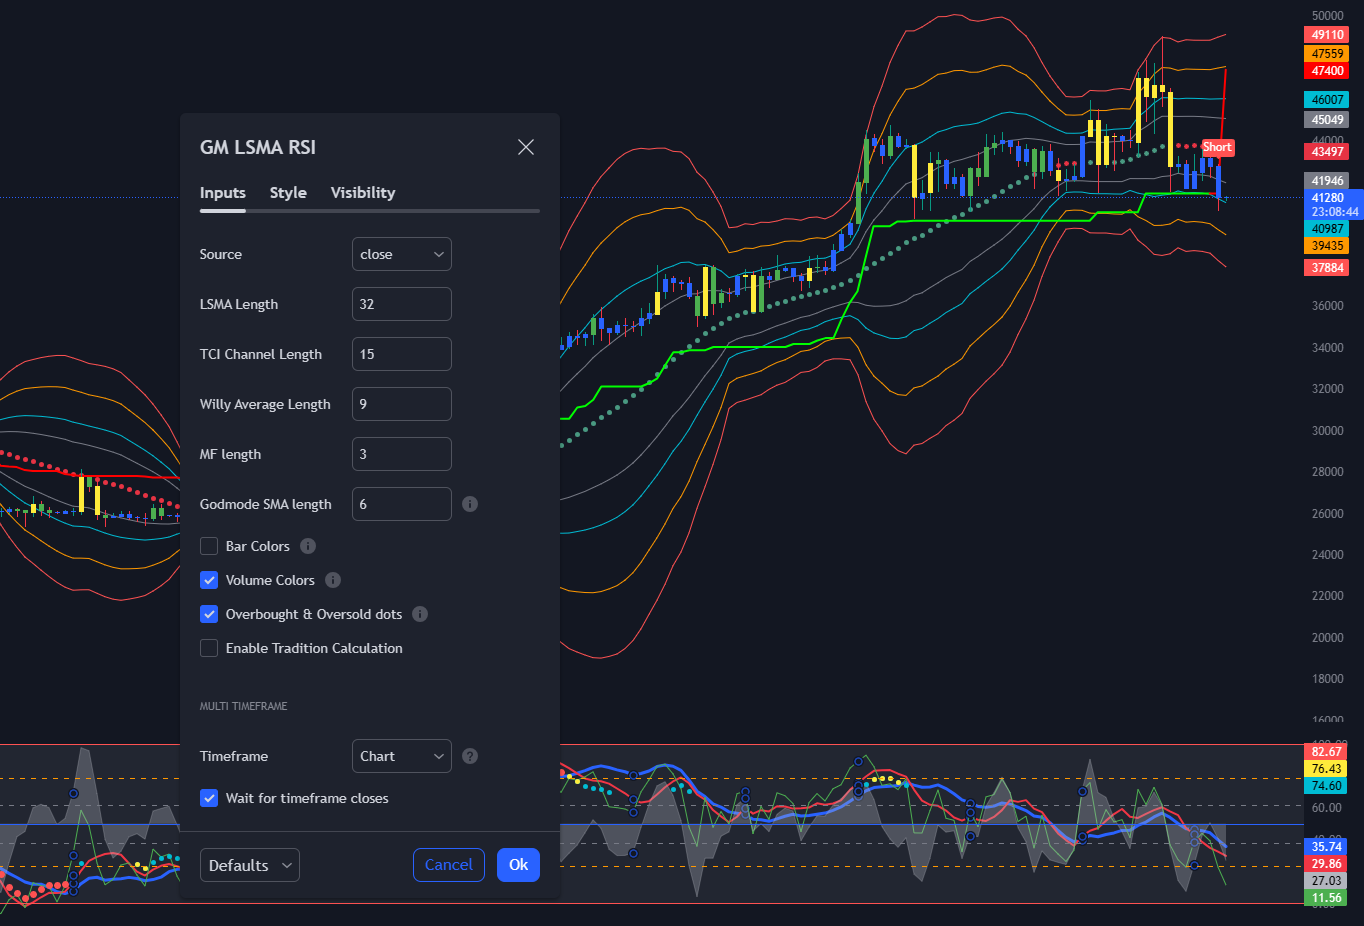 50000
49110
47559
47400
46007
45049
44000
Short
43497
41946
41280
23:08:44
40987
39435
37884
36000
34000
32000
30000
28000
26000
24000
22000
20000
18000
16000
GM LSMA RSI
Inputs Style Visibility
Source close
LSMA Length 32
TCI Channel Length 15
Willy Average Length 9
MF length 3
Godmode SMA length 6
Bar Colors
Volume Colors
Overbought & Oversold dots
Enable Tradition Calculation
MULTI TIMEFRAME
Timeframe Chart ?
Wait for timeframe closes
Defaults Cancel Ok
82.67
76.43
74.60
60.00
35.74
29.86
27.03
11.56